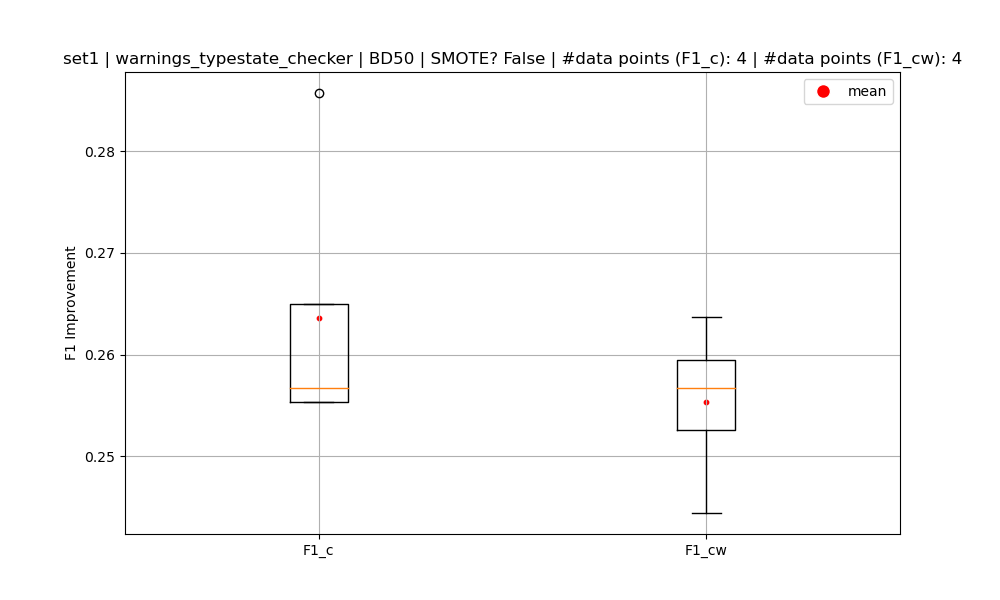 set1 | warnings_typestate_checker | BD50 | SMOTE? False | #data points (F1_c): 4 | #data points (F1_cw): 4
mean
0.28
0.27
0.26
0.25
F1 Improvement
F1_c
F1_cw